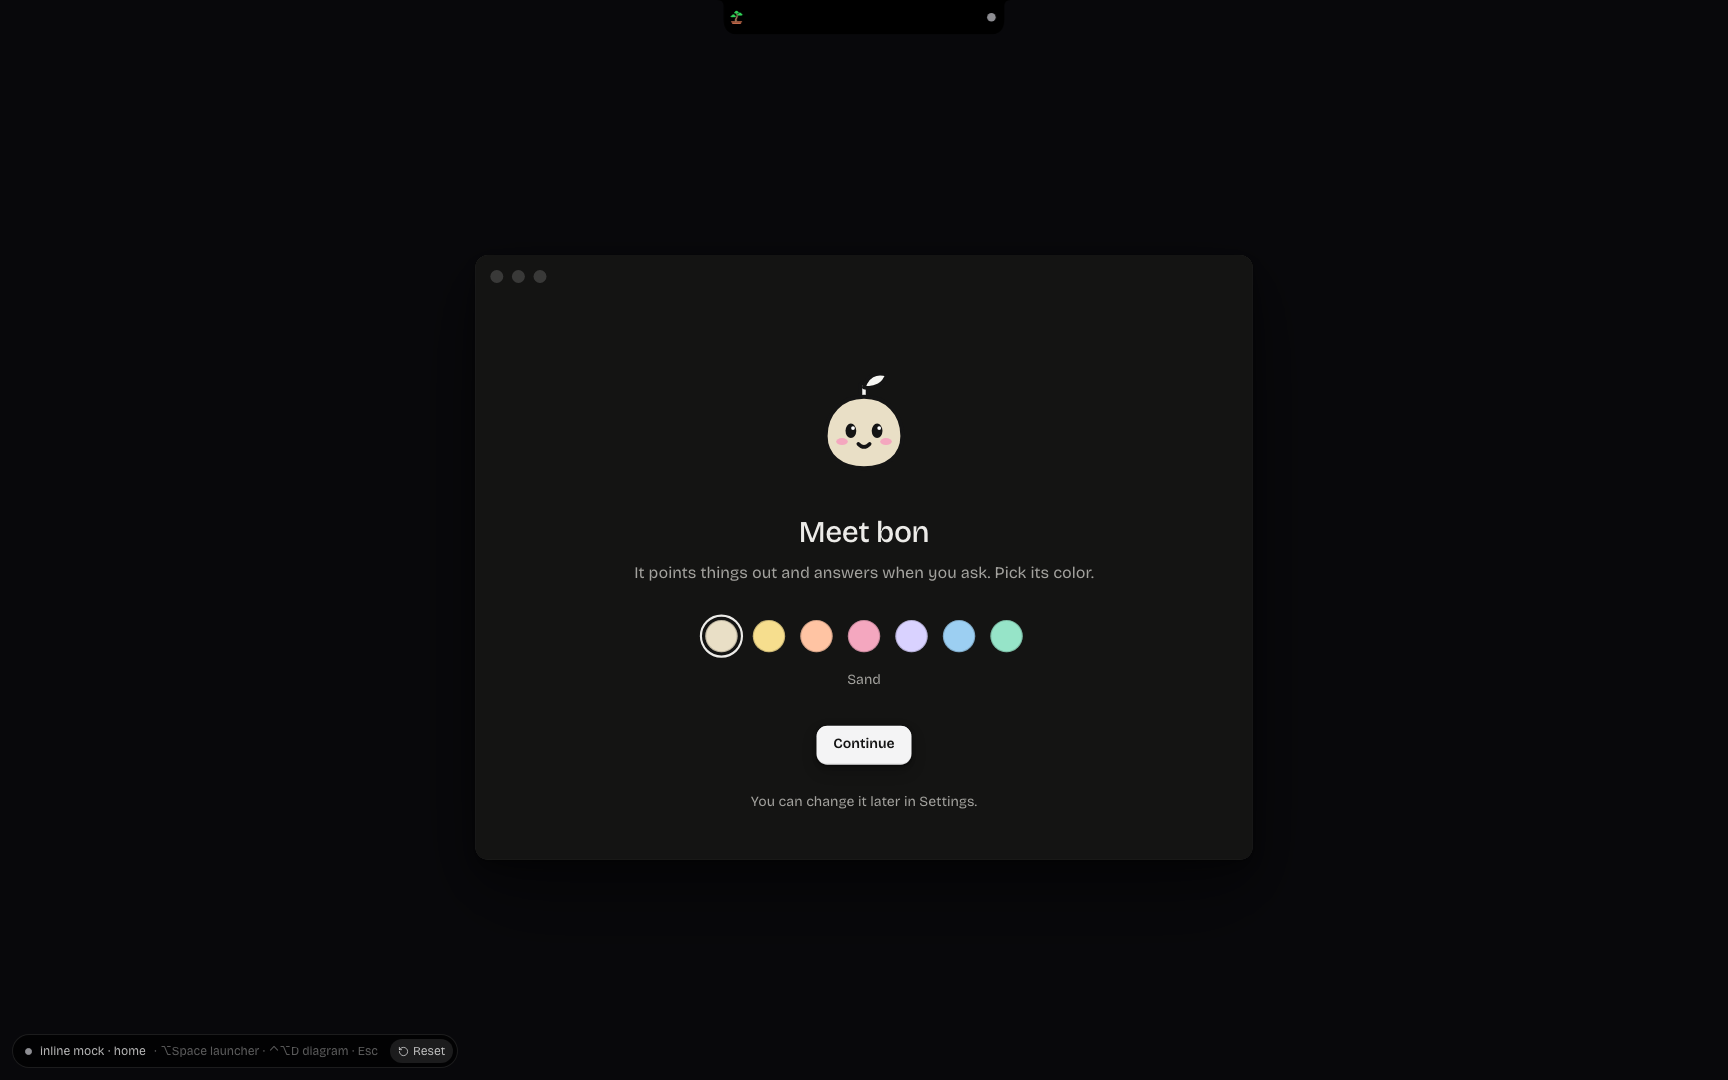 Meet bon
It points things out and answers when you ask. Pick its color.
Sand
Continue
You can change it later in Settings.
inline mock · home · ⌥Space launcher · ^⌥D diagram · Esc Reset